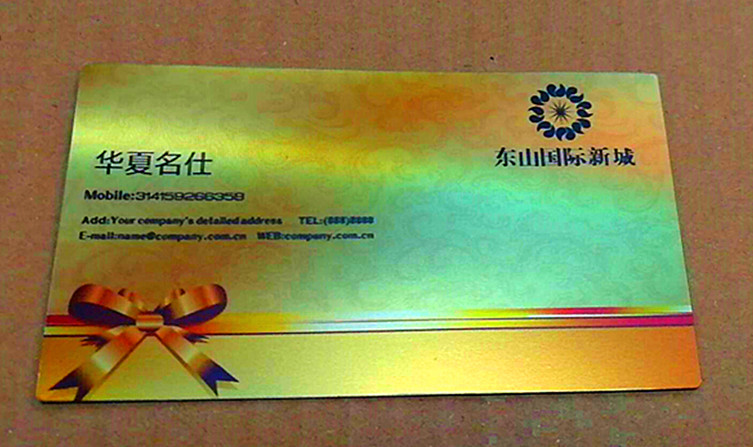 东山国际新城
华夏名仕
Mobile:314159266358
Add:Your company's detailed address TEL:(888)8888
E-mail:name@company.com.cn WEB:company.com.cn